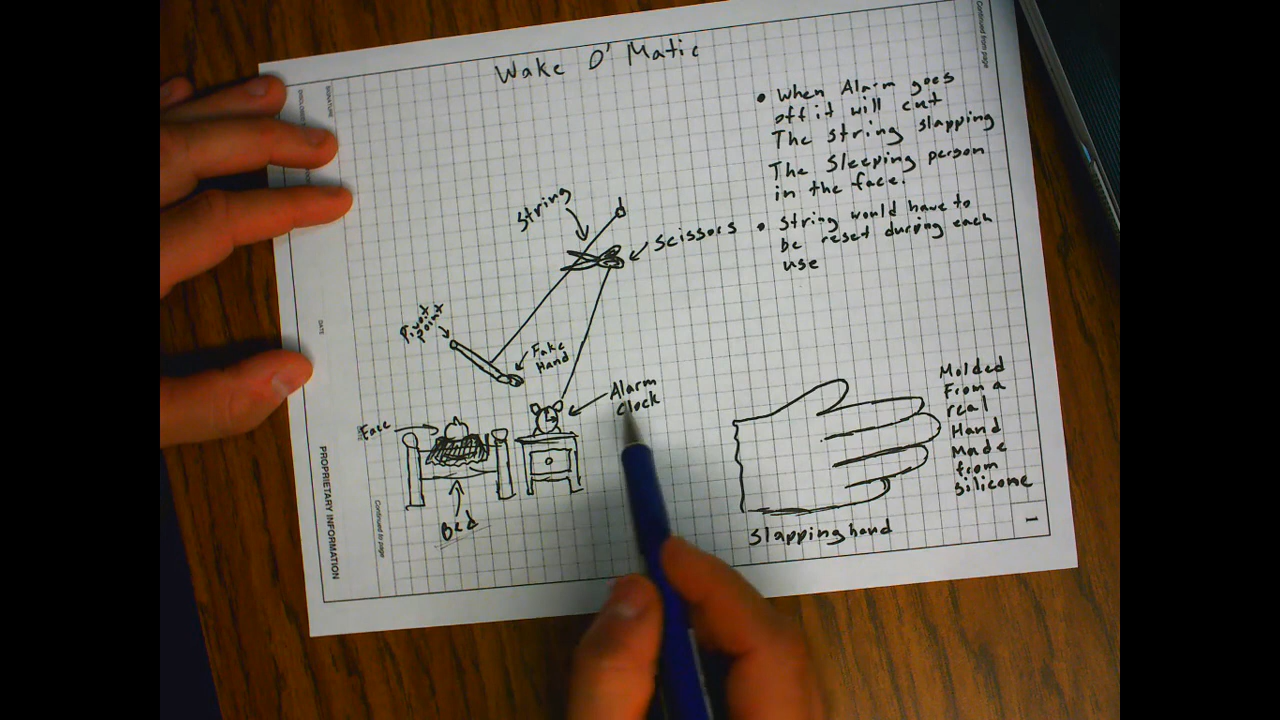 Wake O' Matic
• When Alarm goes
off it will cut
The String slapping
The Sleeping person
in the face.
• String would have to
be reset during each
use
String
Scissors
Pivot
point
Fake
Hand
Alarm
Clock
Face
Bed
Molded
From a
real
Hand
Made
from
silicone
Slapping hand
1
SIGNATURE
DATE
PROPRIETARY INFORMATION
Continued to page
Continued from page